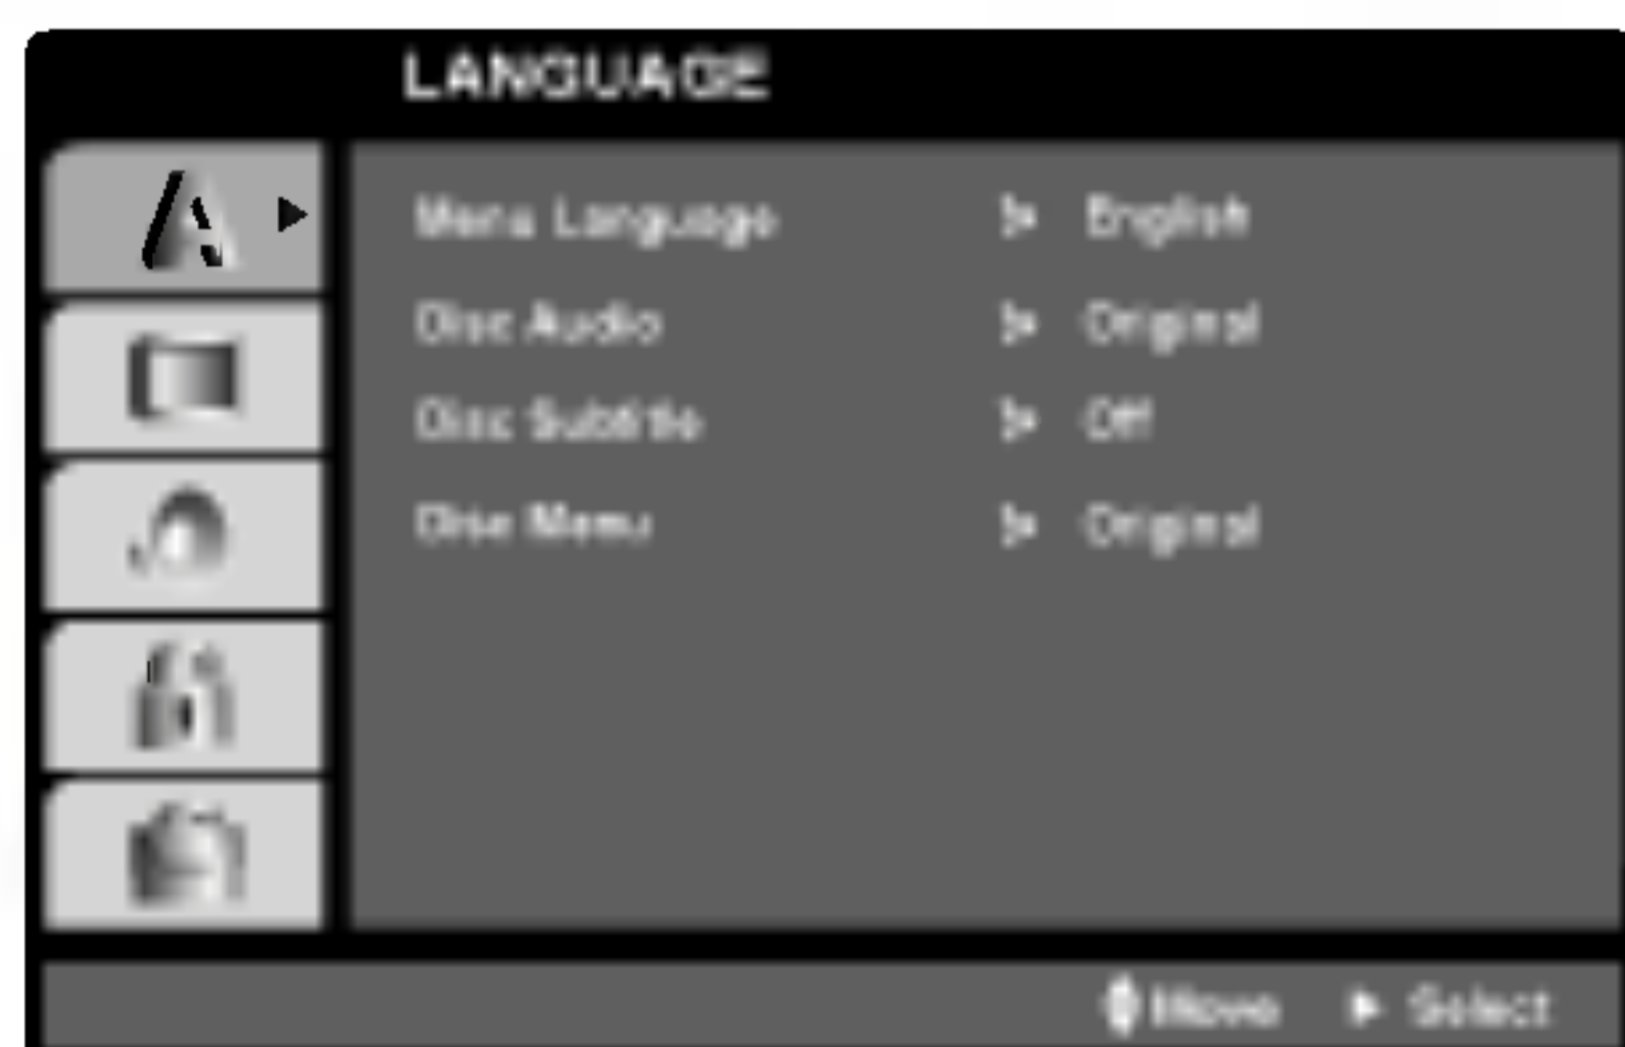 LANGUAGE
Menu Language English
Disc Audio Original
Disc Subtitle Off
Disc Menu Original
Move Select